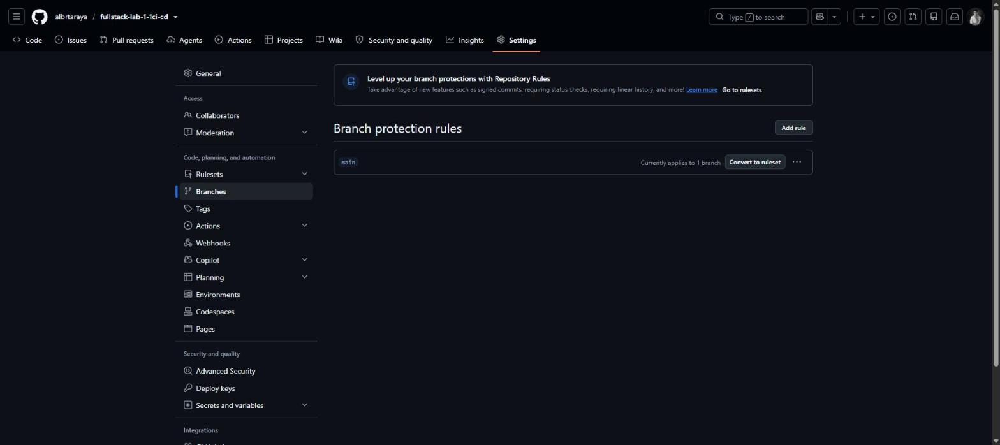 albrtaraya / fullstack-lab-1-1ci-cd
Type / to search
Code Issues Pull requests Agents Actions Projects Wiki Security and quality Insights Settings
General
Access
Collaborators
Moderation
Code, planning, and automation
Rulesets
Branches
Tags
Actions
Webhooks
Copilot
Planning
Environments
Codespaces
Pages
Security and quality
Advanced Security
Deploy keys
Secrets and variables
Integrations
Level up your branch protections with Repository Rules
Take advantage of new features such as signed commits, requiring status checks, requiring linear history, and more! Learn more Go to rulesets
Branch protection rules Add rule
main Currently applies to 1 branch Convert to ruleset ...